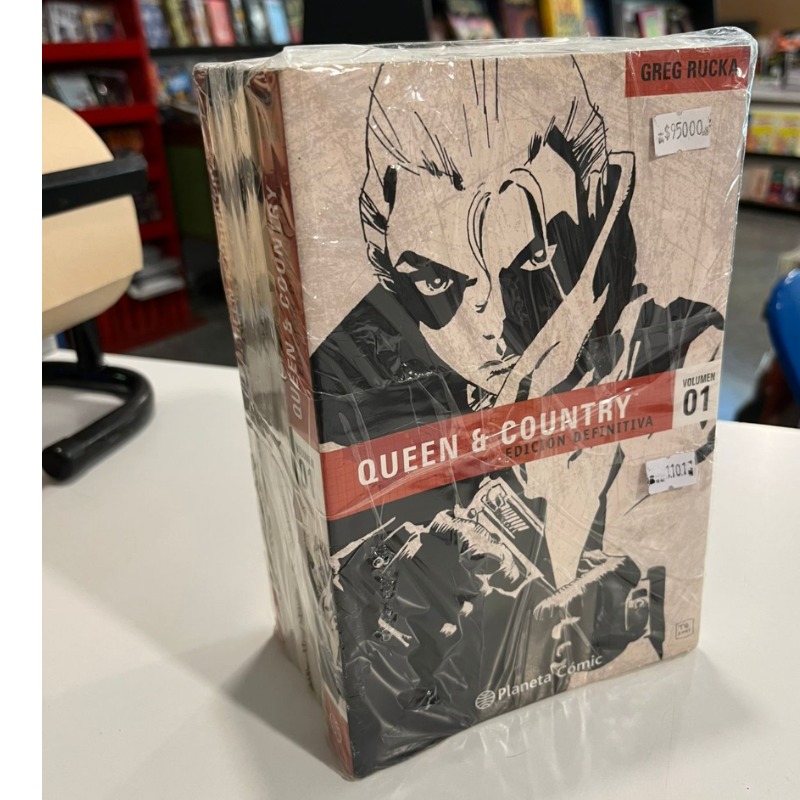 GREG RUCKA
$95000
QUEEN & COUNTRY
VOLUMEN
01
QUEEN & COUNTRY
EDICIÓN DEFINITIVA
Planeta Cómic